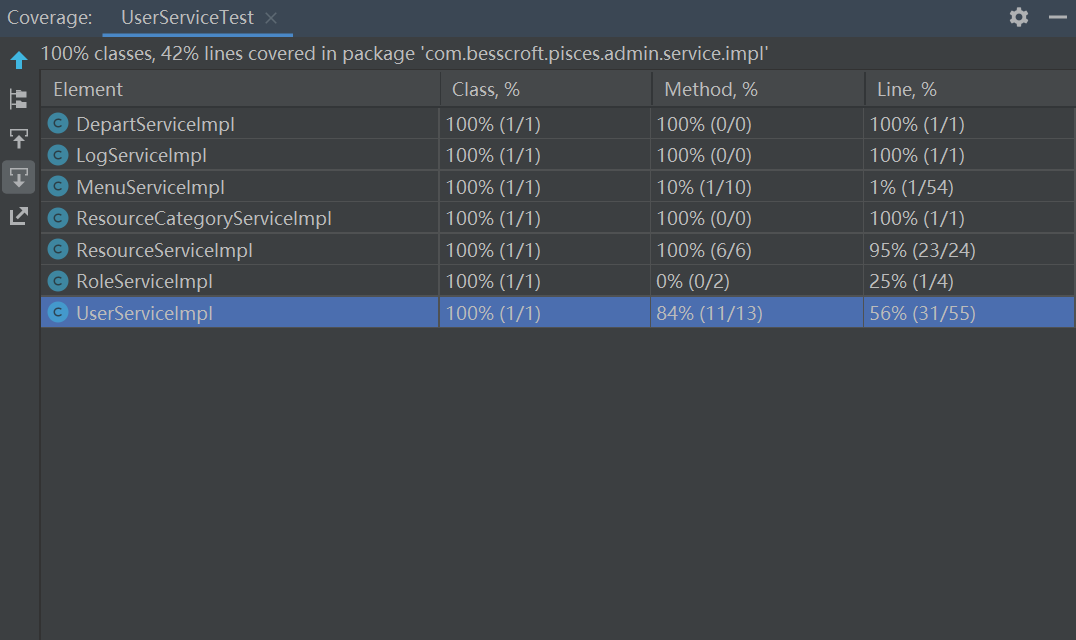 Coverage: UserServiceTest
100% classes, 42% lines covered in package 'com.besscroft.pisces.admin.service.impl'
Element Class, % Method, % Line, %
C DepartServiceImpl 100% (1/1) 100% (0/0) 100% (1/1)
C LogServiceImpl 100% (1/1) 100% (0/0) 100% (1/1)
C MenuServiceImpl 100% (1/1) 10% (1/10) 1% (1/54)
C ResourceCategoryServiceImpl 100% (1/1) 100% (0/0) 100% (1/1)
C ResourceServiceImpl 100% (1/1) 100% (6/6) 95% (23/24)
C RoleServiceImpl 100% (1/1) 0% (0/2) 25% (1/4)
C UserServiceImpl 100% (1/1) 84% (11/13) 56% (31/55)